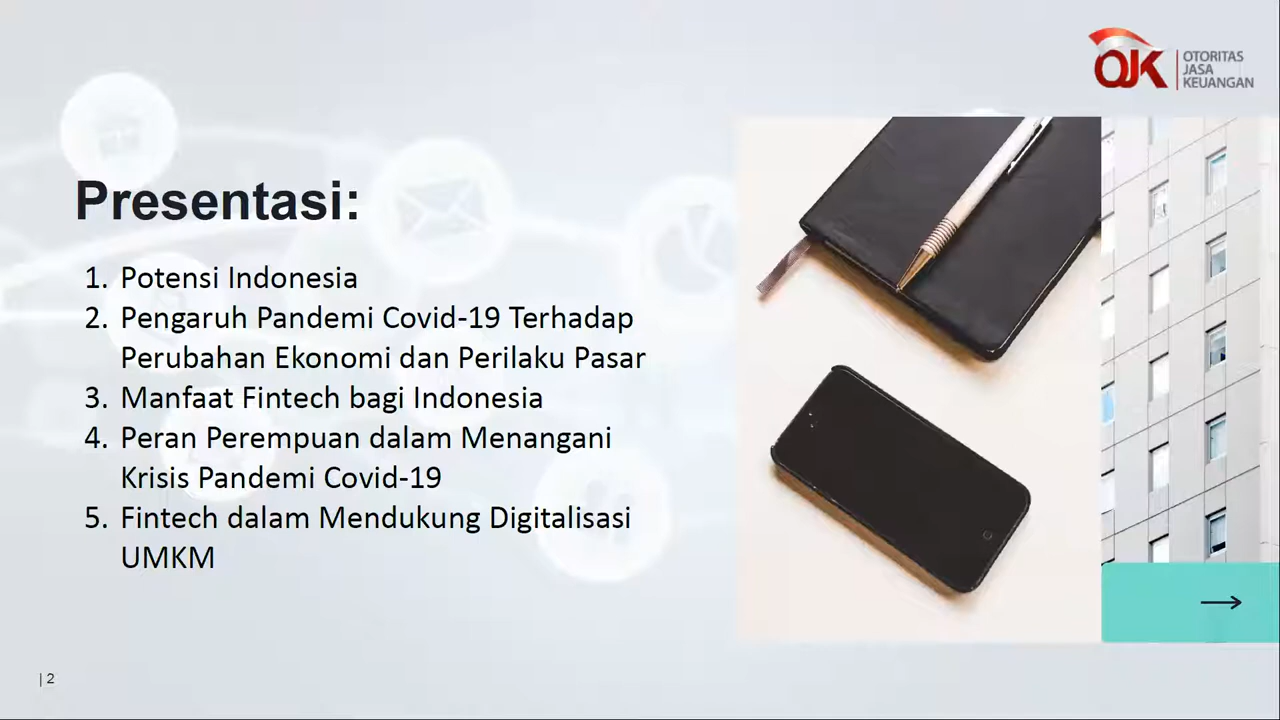 OJK
OTORITAS
JASA
KEUANGAN
Presentasi:
1. Potensi Indonesia
2. Pengaruh Pandemi Covid-19 Terhadap
Perubahan Ekonomi dan Perilaku Pasar
3. Manfaat Fintech bagi Indonesia
4. Peran Perempuan dalam Menangani
Krisis Pandemi Covid-19
5. Fintech dalam Mendukung Digitalisasi
UMKM
| 2